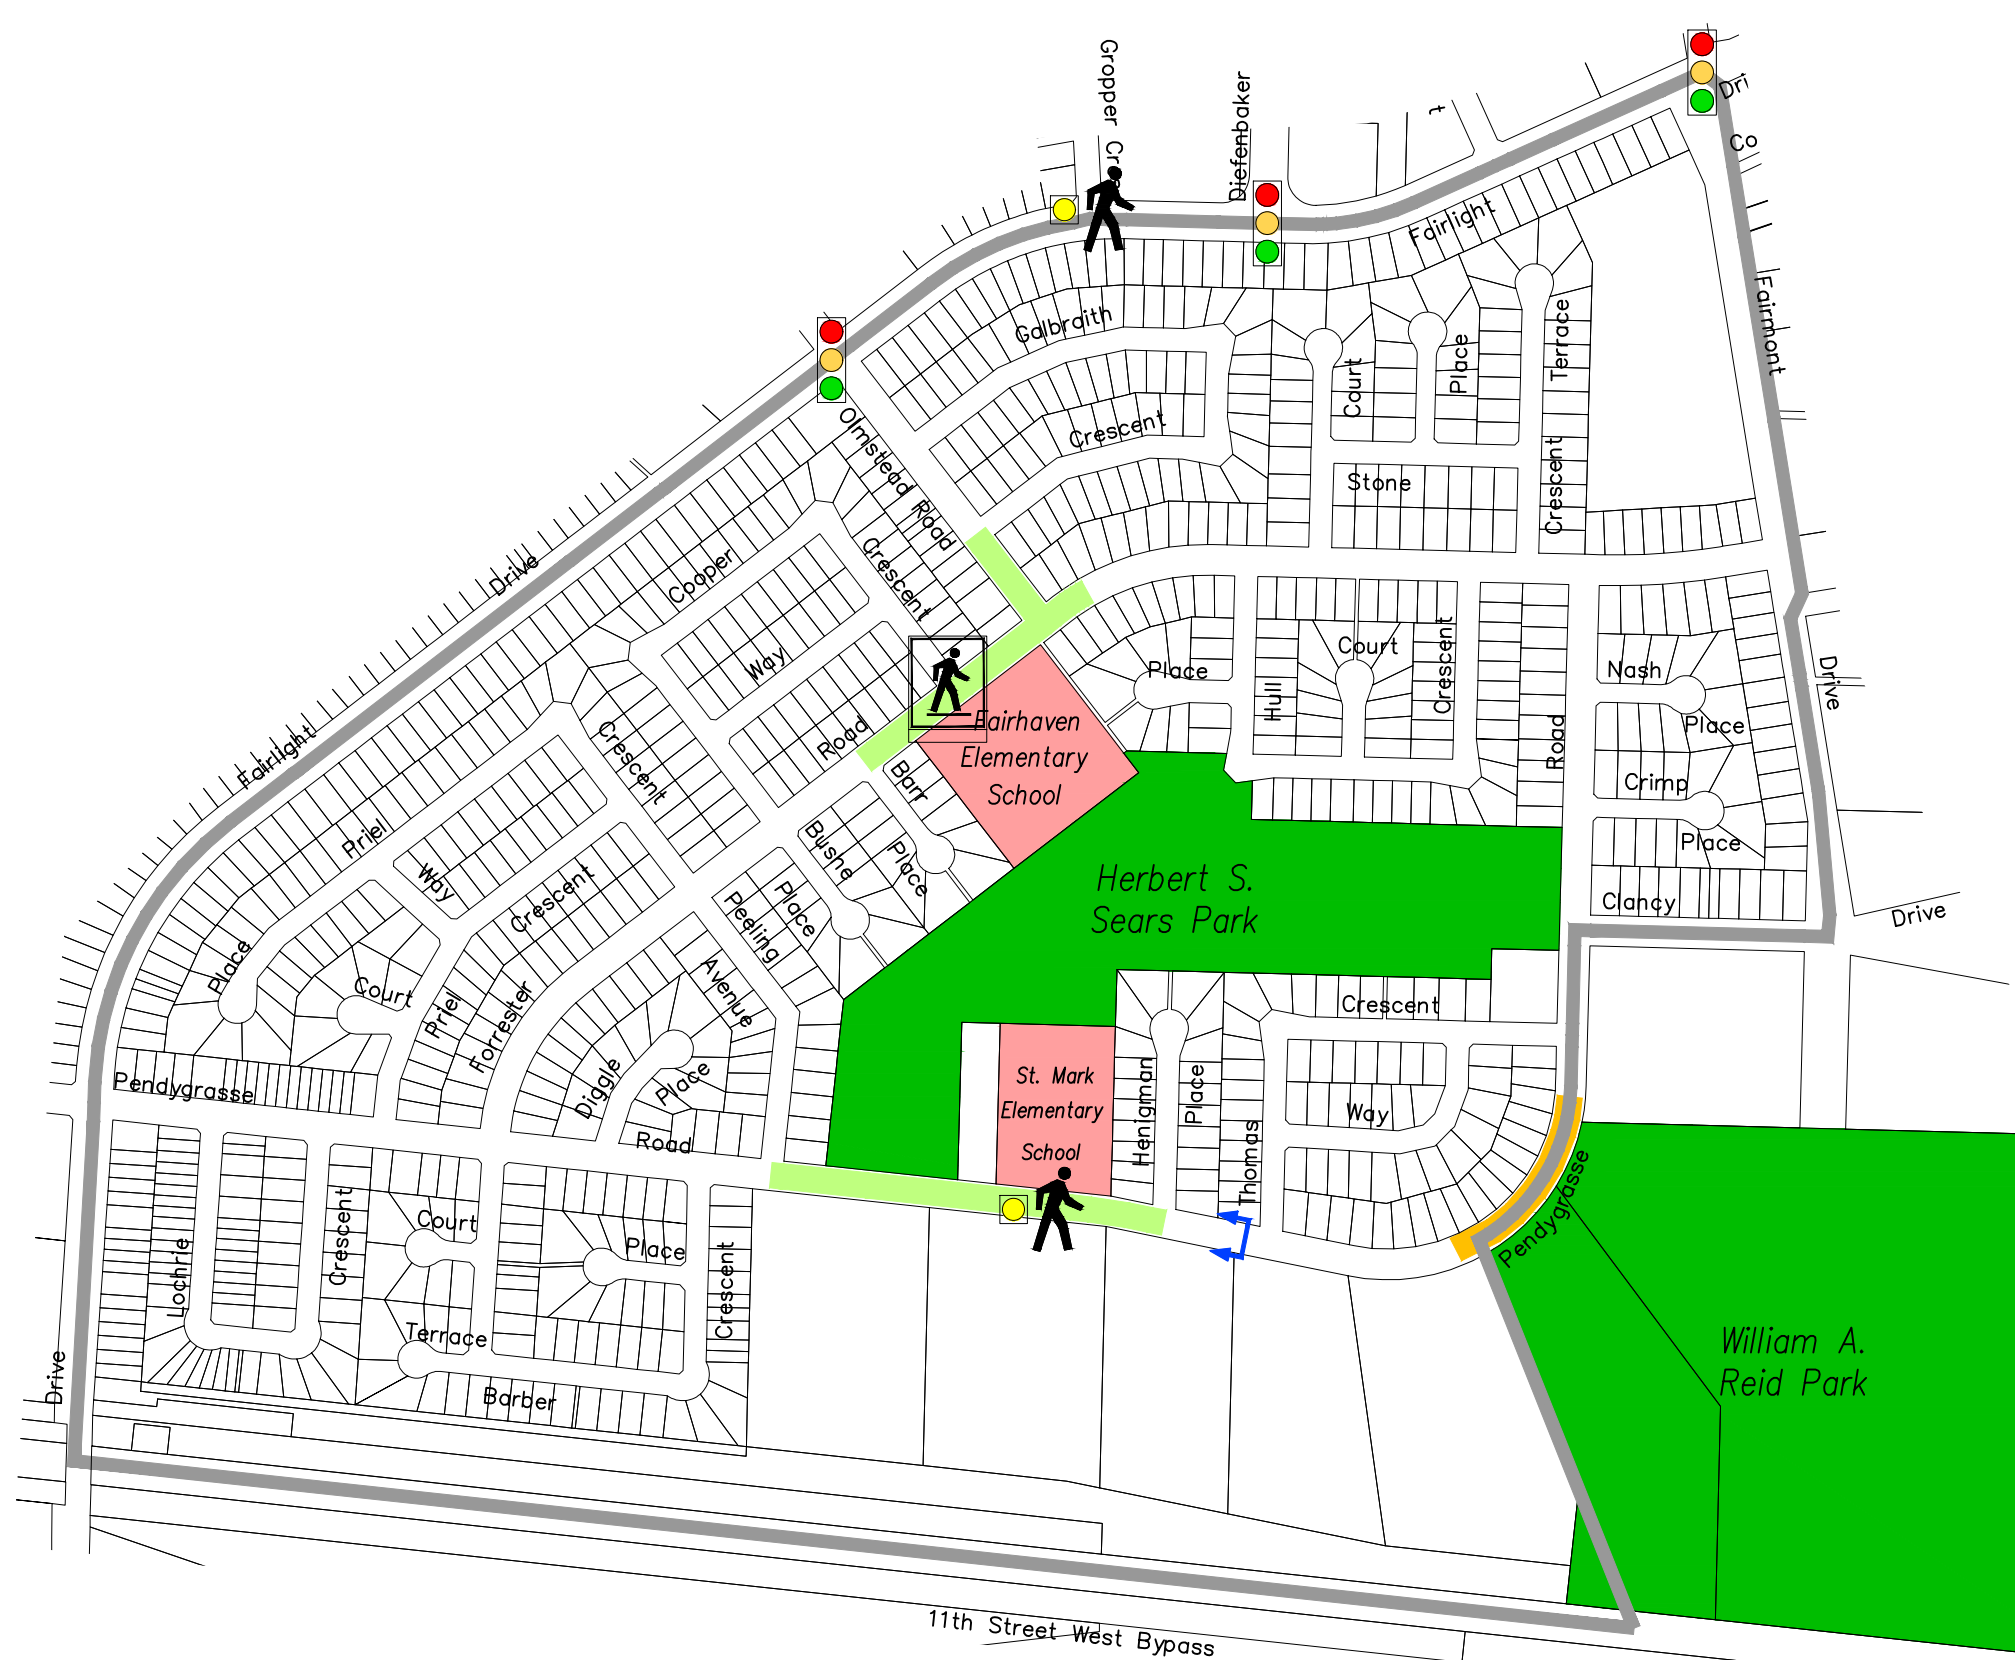 Gropper Cr
Diefenbaker
t
Dri
Co
Fairlight
Fairmont
Galbraith
Crescent
Court
Place
Terrace
Crescent
Stone
Olmstead Road
Crescent
Cooper
Way
Drive
Fairlight
Crescent
Road
Fairhaven
Elementary
School
Place
Hull
Court
Crescent
Road
Nash
Place
Crimp
Place
Clancy
Drive
Drive
Priel
Way
Crescent
Barr
Place
Bushe
Place
Peeling
Avenue
Herbert S.
Sears Park
Place
Court
Priel
Forrester
Diggle
Place
Pendygrasse
Road
St. Mark
Elementary
School
Henigman
Place
Thomas
Crescent
Way
Pendygrasse
Lochrie
Crescent
Court
Place
Crescent
Terrace
Barber
Drive
William A.
Reid Park
11th Street West Bypass